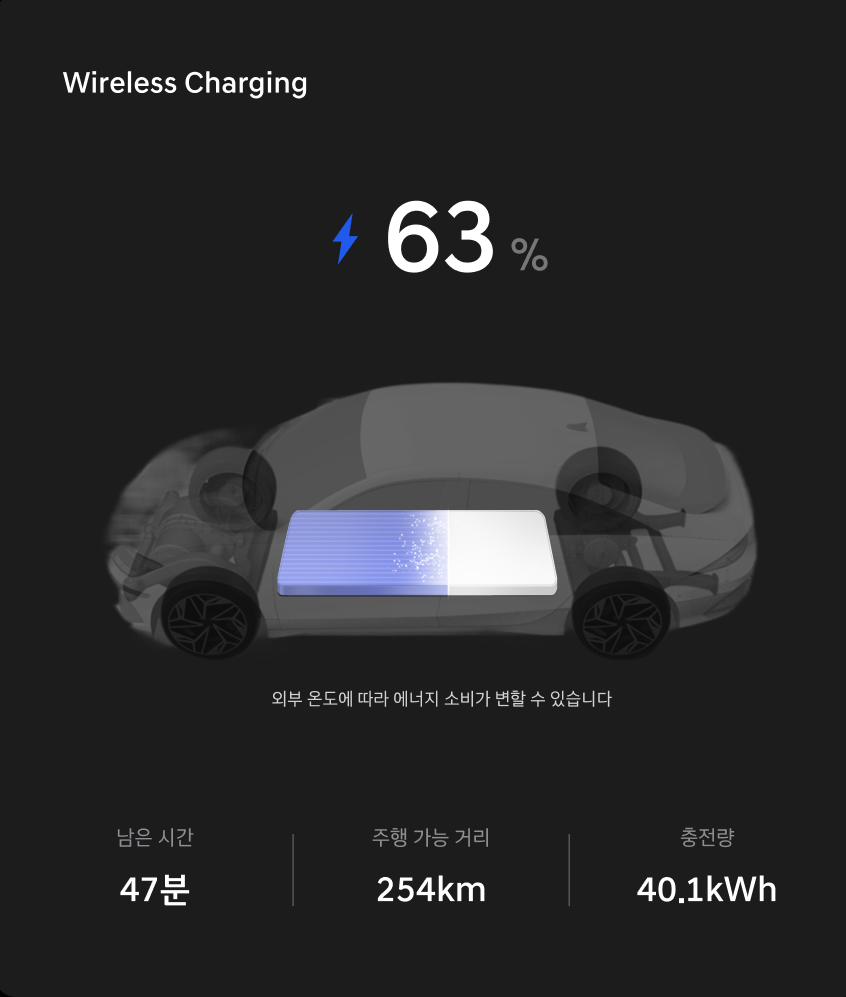 Wireless Charging
63 %
외부 온도에 따라 에너지 소비가 변할 수 있습니다
남은 시간
47분
주행 가능 거리
254km
충전량
40.1kWh